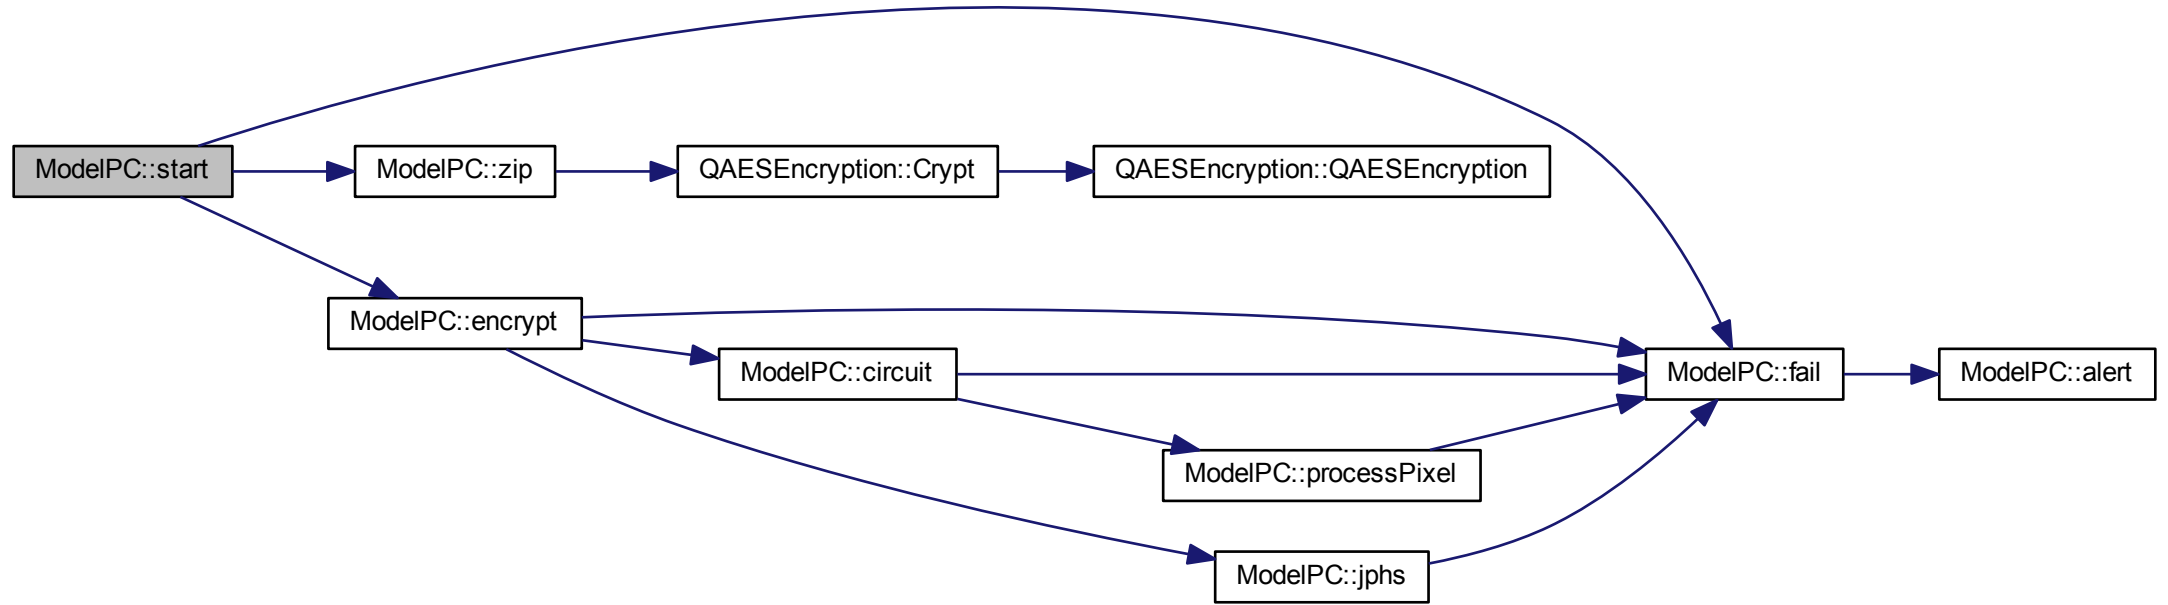 ModelPC::start
ModelPC::zip
QAESEncryption::Crypt
QAESEncryption::QAESEncryption
ModelPC::encrypt
ModelPC::circuit
ModelPC::fail
ModelPC::alert
ModelPC::processPixel
ModelPC::jphs